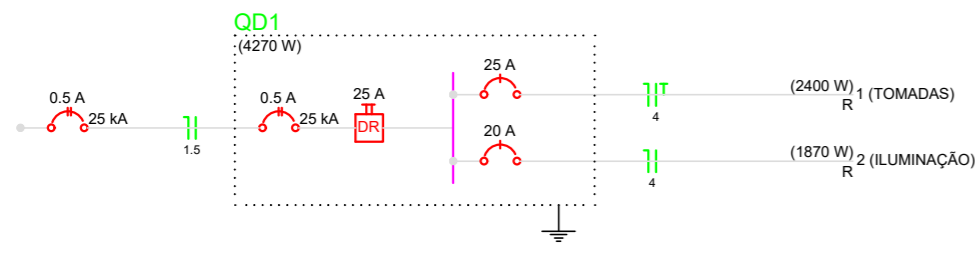 QD1
(4270 W)
0.5 A
25 kA
1.5
0.5 A
25 kA
25 A
DR
25 A
4
(2400 W)
R
1 (TOMADAS)
20 A
4
(1870 W)
R
2 (ILUMINAÇÃO)